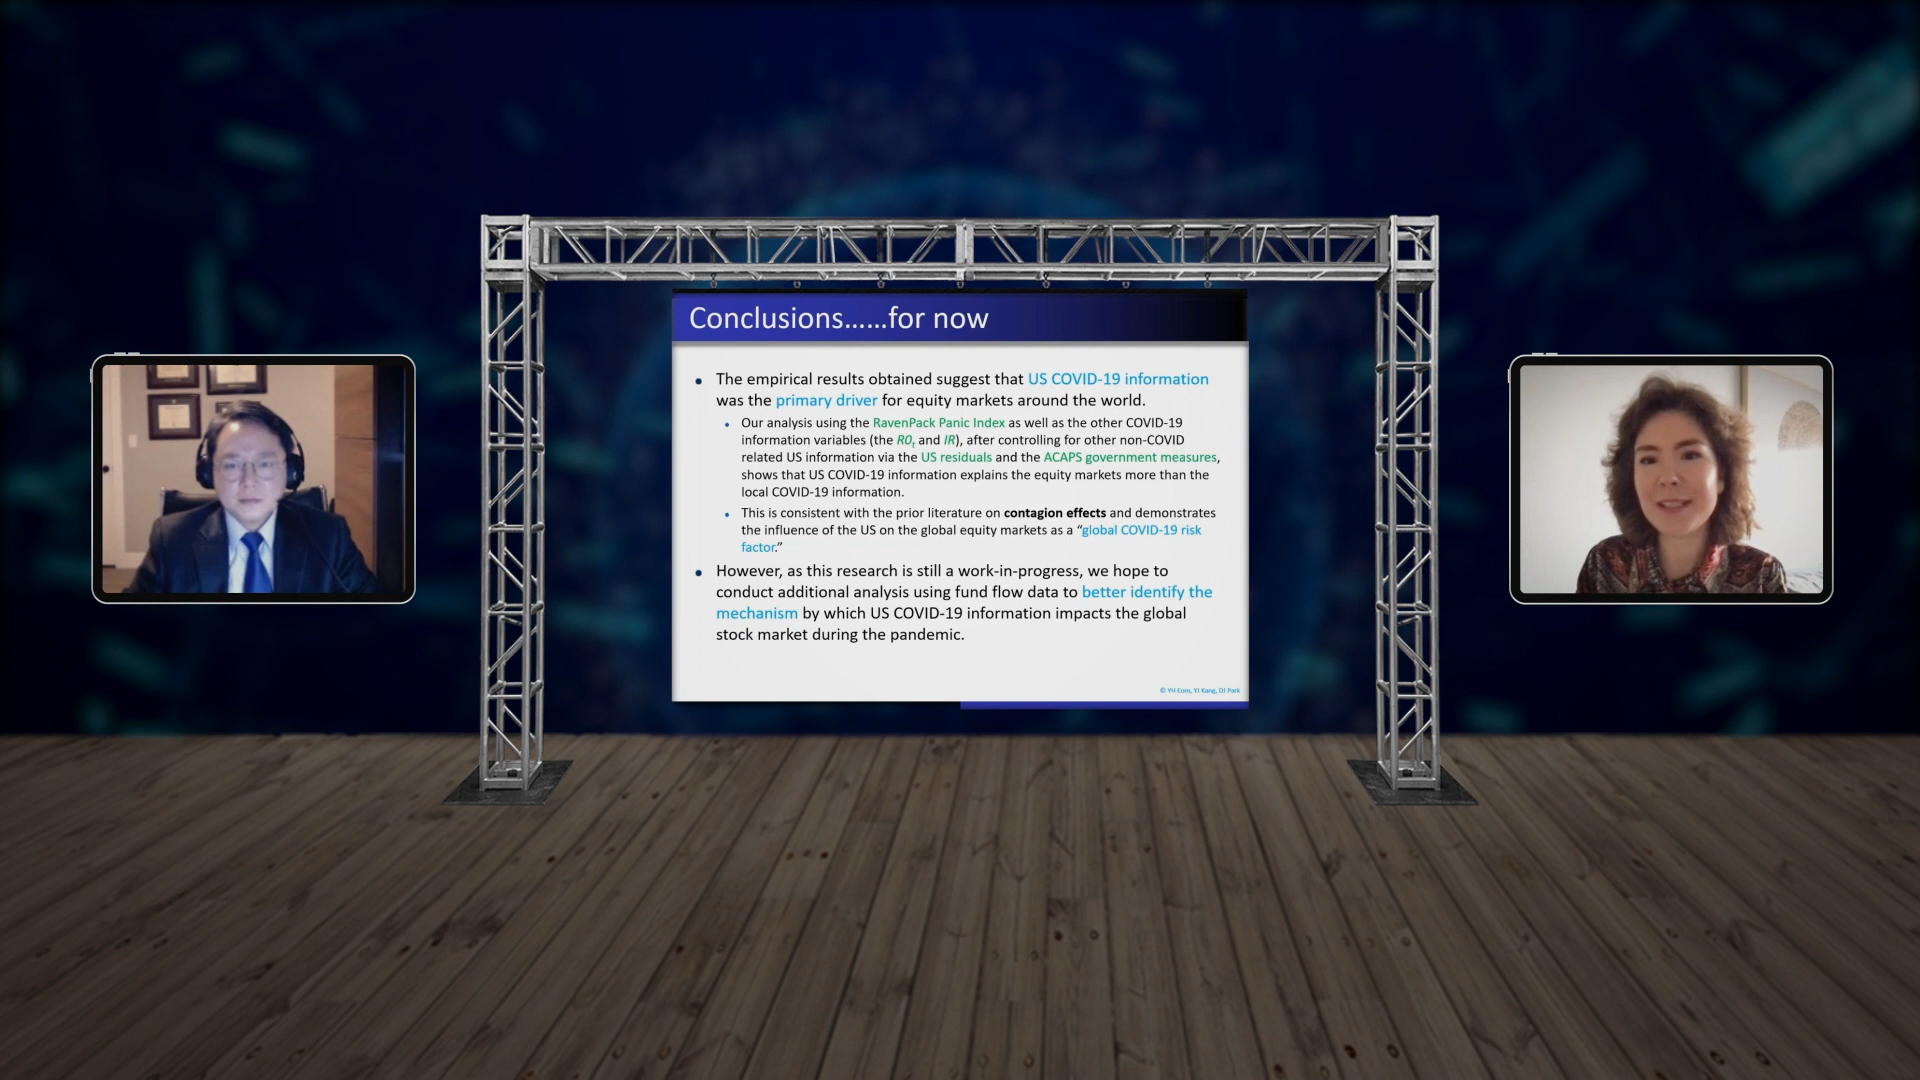 Conclusions......for now
• The empirical results obtained suggest that US COVID-19 information
was the primary driver for equity markets around the world.
• Our analysis using the RavenPack Panic Index as well as the other COVID-19
information variables (the R0t and IR), after controlling for other non-COVID
related US information via the US residuals and the ACAPS government measures,
shows that US COVID-19 information explains the equity markets more than the
local COVID-19 information.
• This is consistent with the prior literature on contagion effects and demonstrates
the influence of the US on the global equity markets as a “global COVID-19 risk
factor.”
• However, as this research is still a work-in-progress, we hope to
conduct additional analysis using fund flow data to better identify the
mechanism by which US COVID-19 information impacts the global
stock market during the pandemic.
© YH Eom, YJ Kang, DJ Park